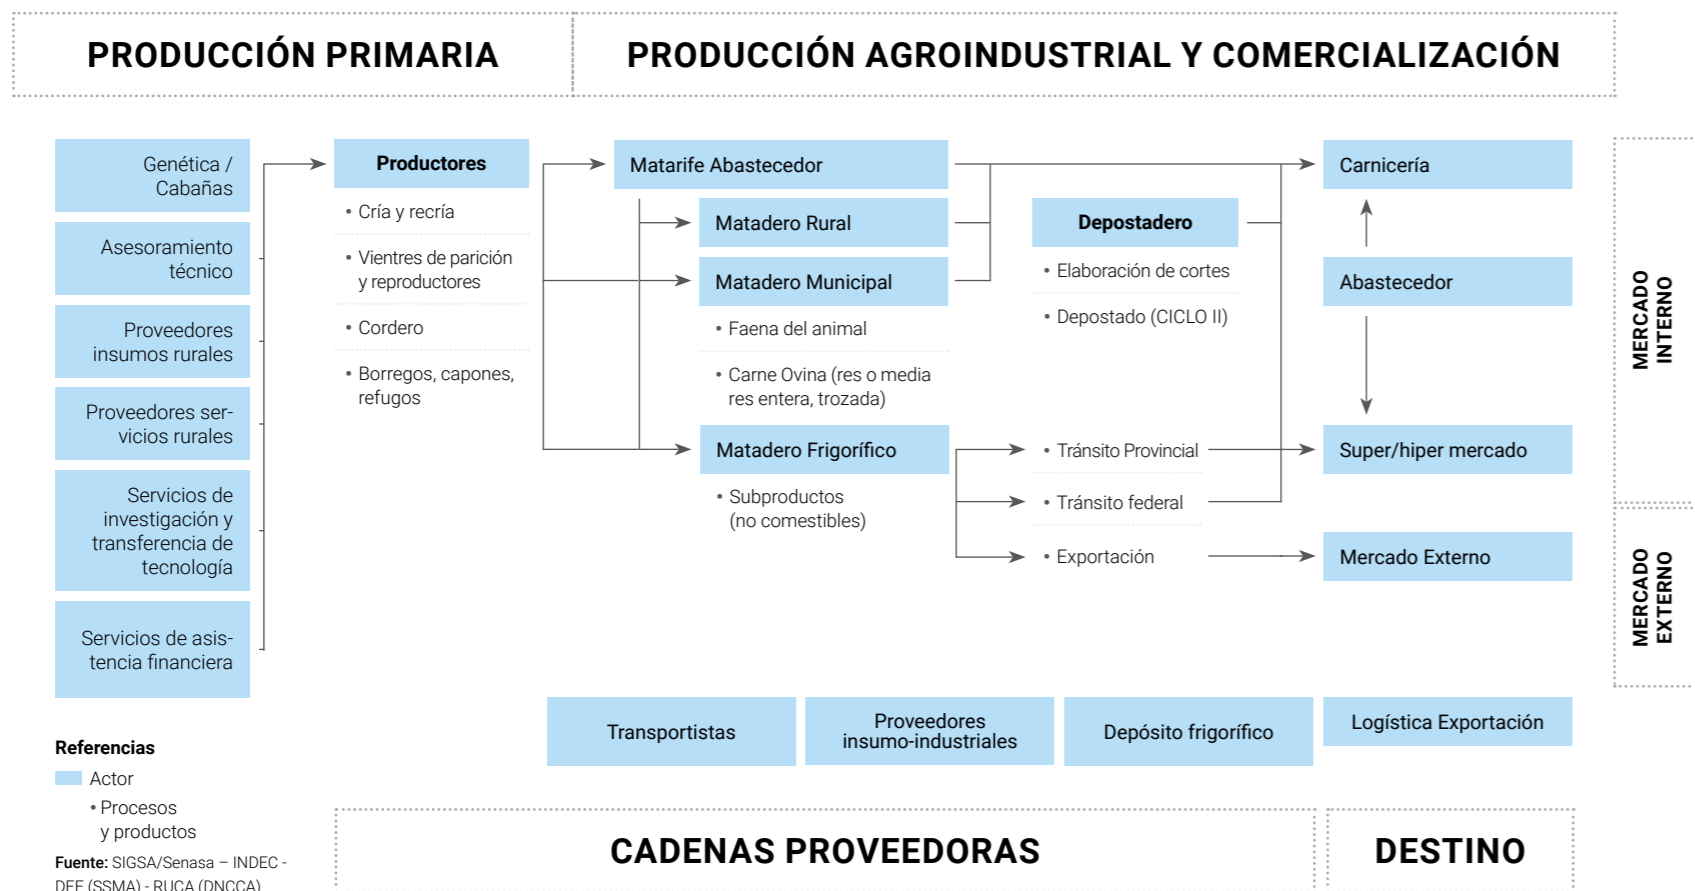 PRODUCCIÓN PRIMARIA
PRODUCCIÓN AGROINDUSTRIAL Y COMERCIALIZACIÓN
Genética /
Cabañas
Asesoramiento
técnico
Proveedores
insumos rurales
Proveedores ser-
vicios rurales
Servicios de
investigación y
transferencia de
tecnología
Servicios de asis-
tencia financiera
Productores
• Cría y recría
• Vientres de parición
y reproductores
• Cordero
• Borregos, capones,
refugos
Matarife Abastecedor
Matadero Rural
Matadero Municipal
• Faena del animal
• Carne Ovina (res o media
res entera, trozada)
Matadero Frigorífico
• Subproductos
(no comestibles)
Depostadero
• Elaboración de cortes
• Depostado (CICLO II)
• Tránsito Provincial
• Tránsito federal
• Exportación
Carnicería
Abastecedor
Super/hiper mercado
Mercado Externo
MERCADO
INTERNO
MERCADO
EXTERNO
Transportistas
Proveedores
insumo-industriales
Depósito frigorífico
Logística Exportación
Referencias
Actor
• Procesos
y productos
Fuente: SIGSA/Senasa – INDEC -
DEE (SSMA) - RUCA (DNCCA)
CADENAS PROVEEDORAS
DESTINO